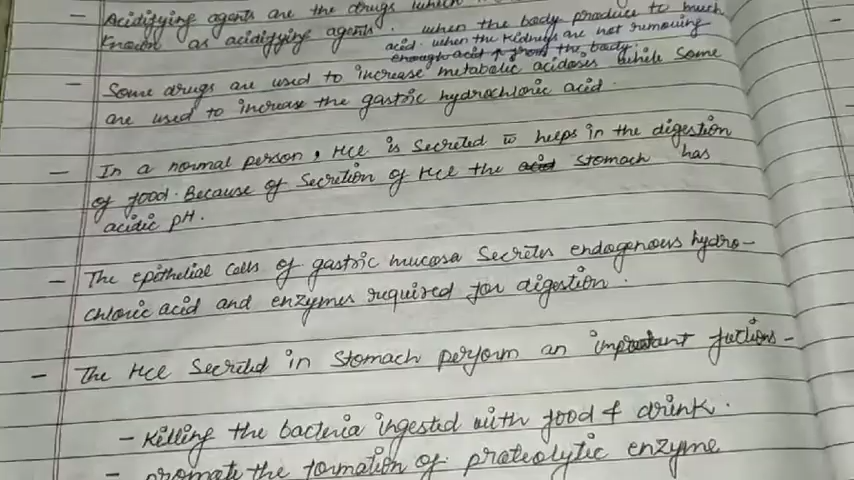 - Acidifying agents are the drugs which
known as acidifying agents. when the body produce to much
acid. when the kidneys are not removing
enough acid from the body.
- Some drugs are used to increase metabolic acidosis while some
are used to increase the gastric hydrochloric acid.
- In a normal person, HCl is secreted helps in the digestion
of food. Because of Secretion of HCl the stomach has
acidic pH.
- The epithelial cells of gastric mucosa Secretes endogenous hydro-
chloric acid and enzymes required for digestion.
- The HCl Secreted in Stomach perform an important fuctions-
- Killing the bacteria ingested with food & drink.
- promote the formation of proteolytic enzyme